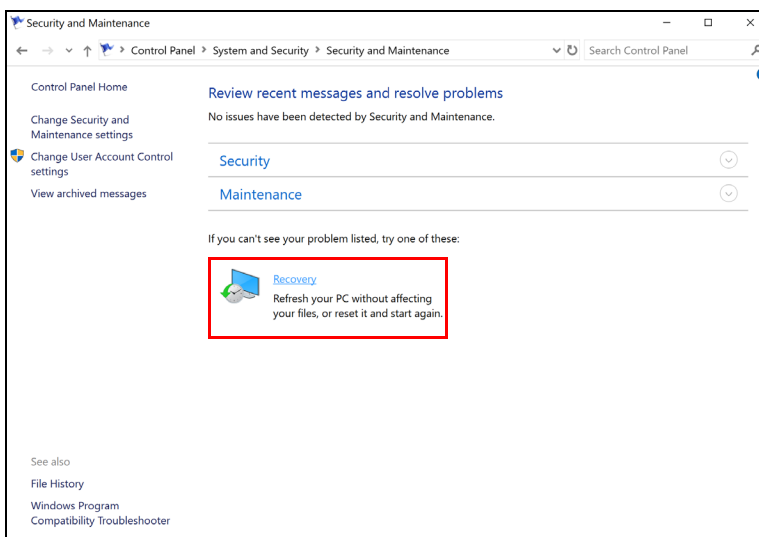 Security and Maintenance
Control Panel > System and Security > Security and Maintenance
Search Control Panel
Control Panel Home
Change Security and
Maintenance settings
Change User Account Control
settings
View archived messages
Review recent messages and resolve problems
No issues have been detected by Security and Maintenance.
Security
Maintenance
If you can't see your problem listed, try one of these:
Recovery
Refresh your PC without affecting
your files, or reset it and start again.
See also
File History
Windows Program
Compatibility Troubleshooter